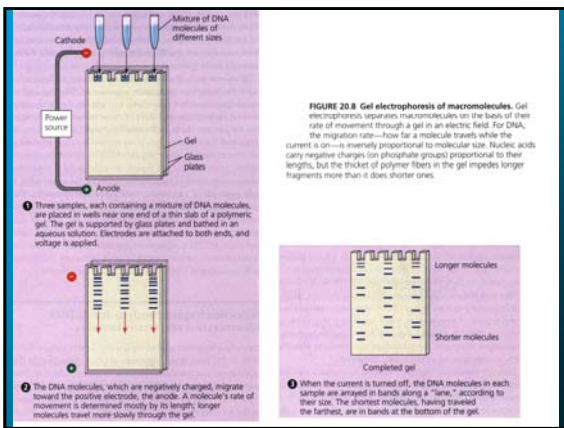 Mixture of DNA
molecules of
different sizes
Cathode
Power
source
Gel
Glass
plates
Anode
1 Three samples, each containing a mixture of DNA molecules,
are placed in wells near one end of a thin slab of a polymeric
gel. The gel is supported by glass plates and bathed in an
aqueous solution. Electrodes are attached to both ends, and
voltage is applied.
2 The DNA molecules, which are negatively charged, migrate
toward the positive electrode, the anode. A molecule's rate of
movement is determined mostly by its length; longer
molecules travel more slowly through the gel.
FIGURE 20.8 Gel electrophoresis of macromolecules. Gel
electrophoresis separates macromolecules on the basis of their
rate of movement through a gel in an electric field. For DNA,
the migration rate—how far a molecule travels while the
current is on—is inversely proportional to molecular size. Nucleic acids
carry negative charges (on phosphate groups) proportional to their
lengths, but the thicket of polymer fibers in the gel impedes longer
fragments more than it does shorter ones.
Longer molecules
Shorter molecules
Completed gel
3 When the current is turned off, the DNA molecules in each
sample are arrayed in bands along a "lane," according to
their size. The shortest molecules, having traveled
the farthest, are in bands at the bottom of the gel.